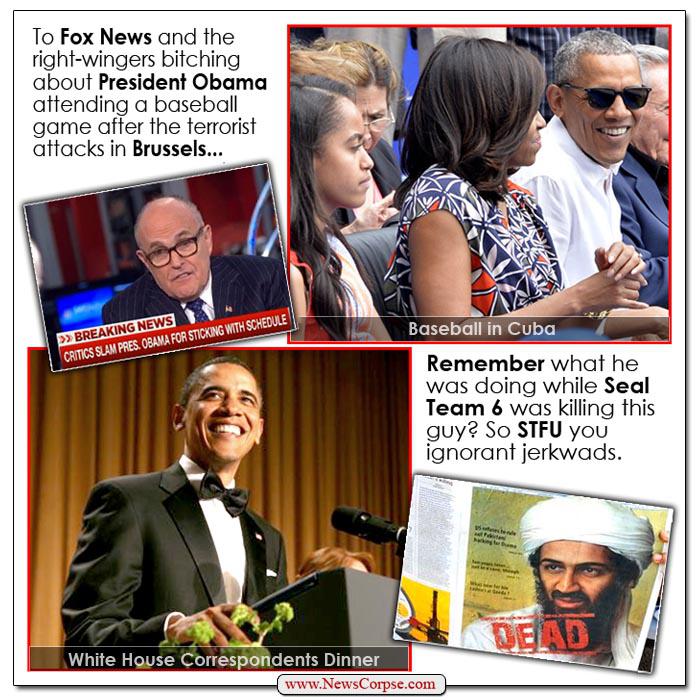 To Fox News and the
right-wingers bitching
about President Obama
attending a baseball
game after the terrorist
attacks in Brussels...
Baseball in Cuba
BREAKING NEWS
CRITICS SLAM PRES. OBAMA FOR STICKING WITH SCHEDULE
Remember what he
was doing while Seal
Team 6 was killing this
guy? So STFU you
ignorant jerkwads.
DEAD
White House Correspondents Dinner
www.NewsCorpse.com